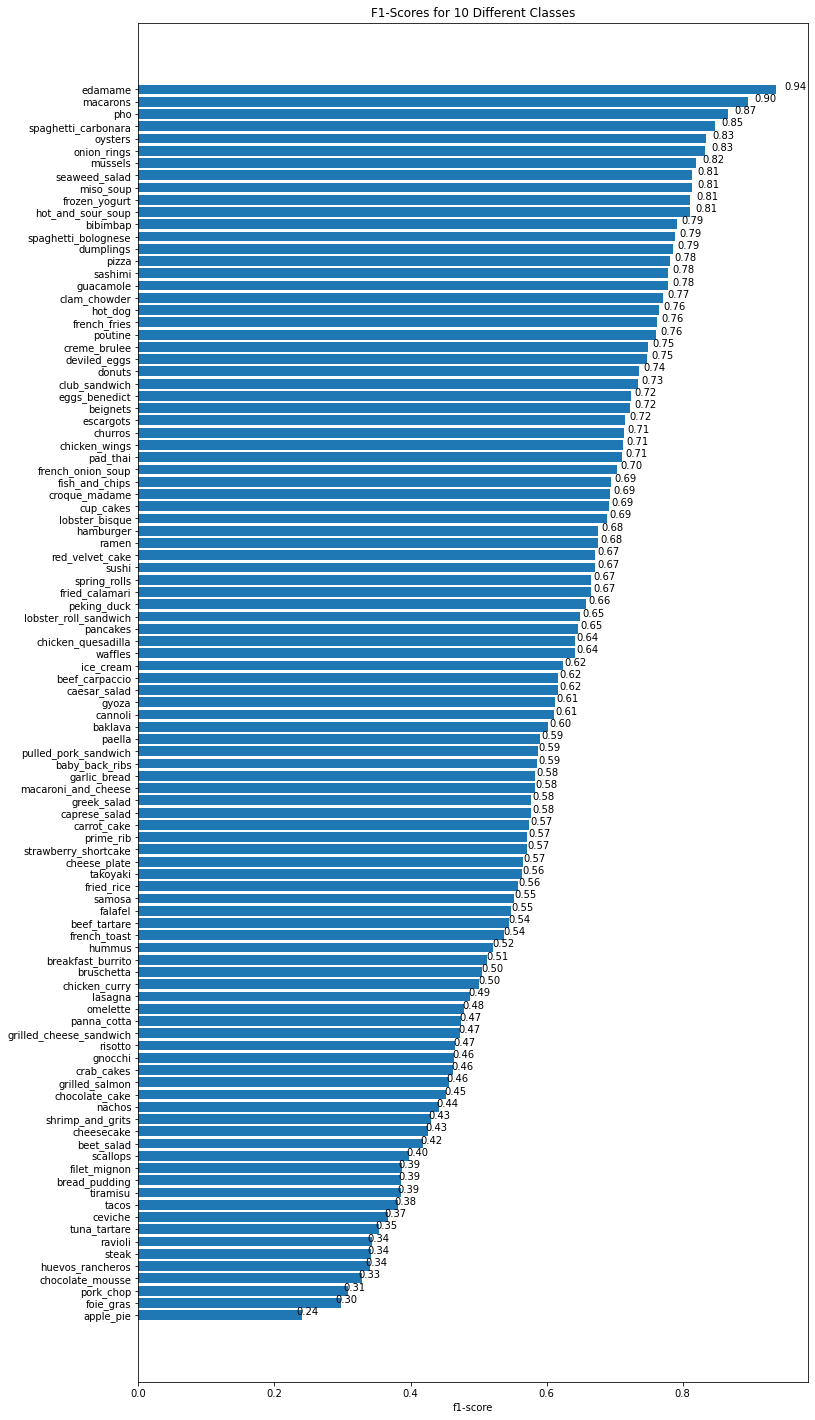 F1-Scores for 10 Different Classes
edamame 0.94
macarons 0.90
pho 0.87
spaghetti_carbonara 0.85
oysters 0.83
onion_rings 0.83
mussels 0.82
seaweed_salad 0.81
miso_soup 0.81
frozen_yogurt 0.81
hot_and_sour_soup 0.81
bibimbap 0.79
spaghetti_bolognese 0.79
dumplings 0.79
pizza 0.78
sashimi 0.78
guacamole 0.78
clam_chowder 0.77
hot_dog 0.76
french_fries 0.76
poutine 0.76
creme_brulee 0.75
deviled_eggs 0.75
donuts 0.74
club_sandwich 0.73
eggs_benedict 0.72
beignets 0.72
escargots 0.72
churros 0.71
chicken_wings 0.71
pad_thai 0.71
french_onion_soup 0.70
fish_and_chips 0.69
croque_madame 0.69
cup_cakes 0.69
lobster_bisque 0.69
hamburger 0.68
ramen 0.68
red_velvet_cake 0.67
sushi 0.67
spring_rolls 0.67
fried_calamari 0.67
peking_duck 0.66
lobster_roll_sandwich 0.65
pancakes 0.65
chicken_quesadilla 0.64
waffles 0.64
ice_cream 0.62
beef_carpaccio 0.62
caesar_salad 0.62
gyoza 0.61
cannoli 0.61
baklava 0.60
paella 0.59
pulled_pork_sandwich 0.59
baby_back_ribs 0.59
garlic_bread 0.58
macaroni_and_cheese 0.58
greek_salad 0.58
caprese_salad 0.58
carrot_cake 0.57
prime_rib 0.57
strawberry_shortcake 0.57
cheese_plate 0.57
takoyaki 0.56
fried_rice 0.56
samosa 0.55
falafel 0.55
beef_tartare 0.54
french_toast 0.54
hummus 0.52
breakfast_burrito 0.51
bruschetta 0.50
chicken_curry 0.50
lasagna 0.49
omelette 0.48
panna_cotta 0.47
grilled_cheese_sandwich 0.47
risotto 0.47
gnocchi 0.46
crab_cakes 0.46
grilled_salmon 0.46
chocolate_cake 0.45
nachos 0.44
shrimp_and_grits 0.43
cheesecake 0.43
beet_salad 0.42
scallops 0.40
filet_mignon 0.39
bread_pudding 0.39
tiramisu 0.39
tacos 0.38
ceviche 0.37
tuna_tartare 0.35
ravioli 0.34
steak 0.34
huevos_rancheros 0.34
chocolate_mousse 0.33
pork_chop 0.31
foie_gras 0.30
apple_pie 0.24
0.0 0.2 0.4 0.6 0.8
f1-score